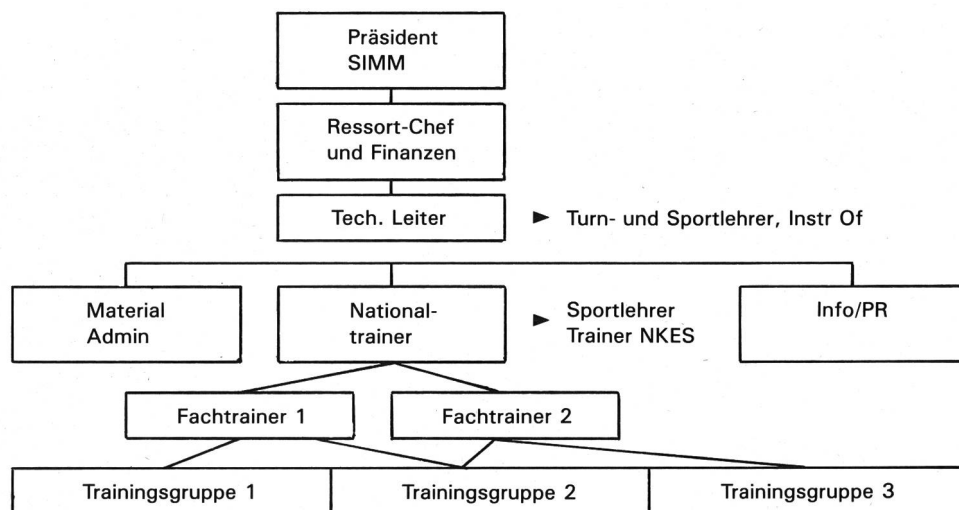 Präsident
SIMM
Ressort-Chef
und Finanzen
Tech. Leiter
► Turn- und Sportlehrer, Instr Of
Material
Admin
National-
trainer
► Sportlehrer
Trainer NKES
Info/PR
Fachtrainer 1
Fachtrainer 2
Trainingsgruppe 1
Trainingsgruppe 2
Trainingsgruppe 3